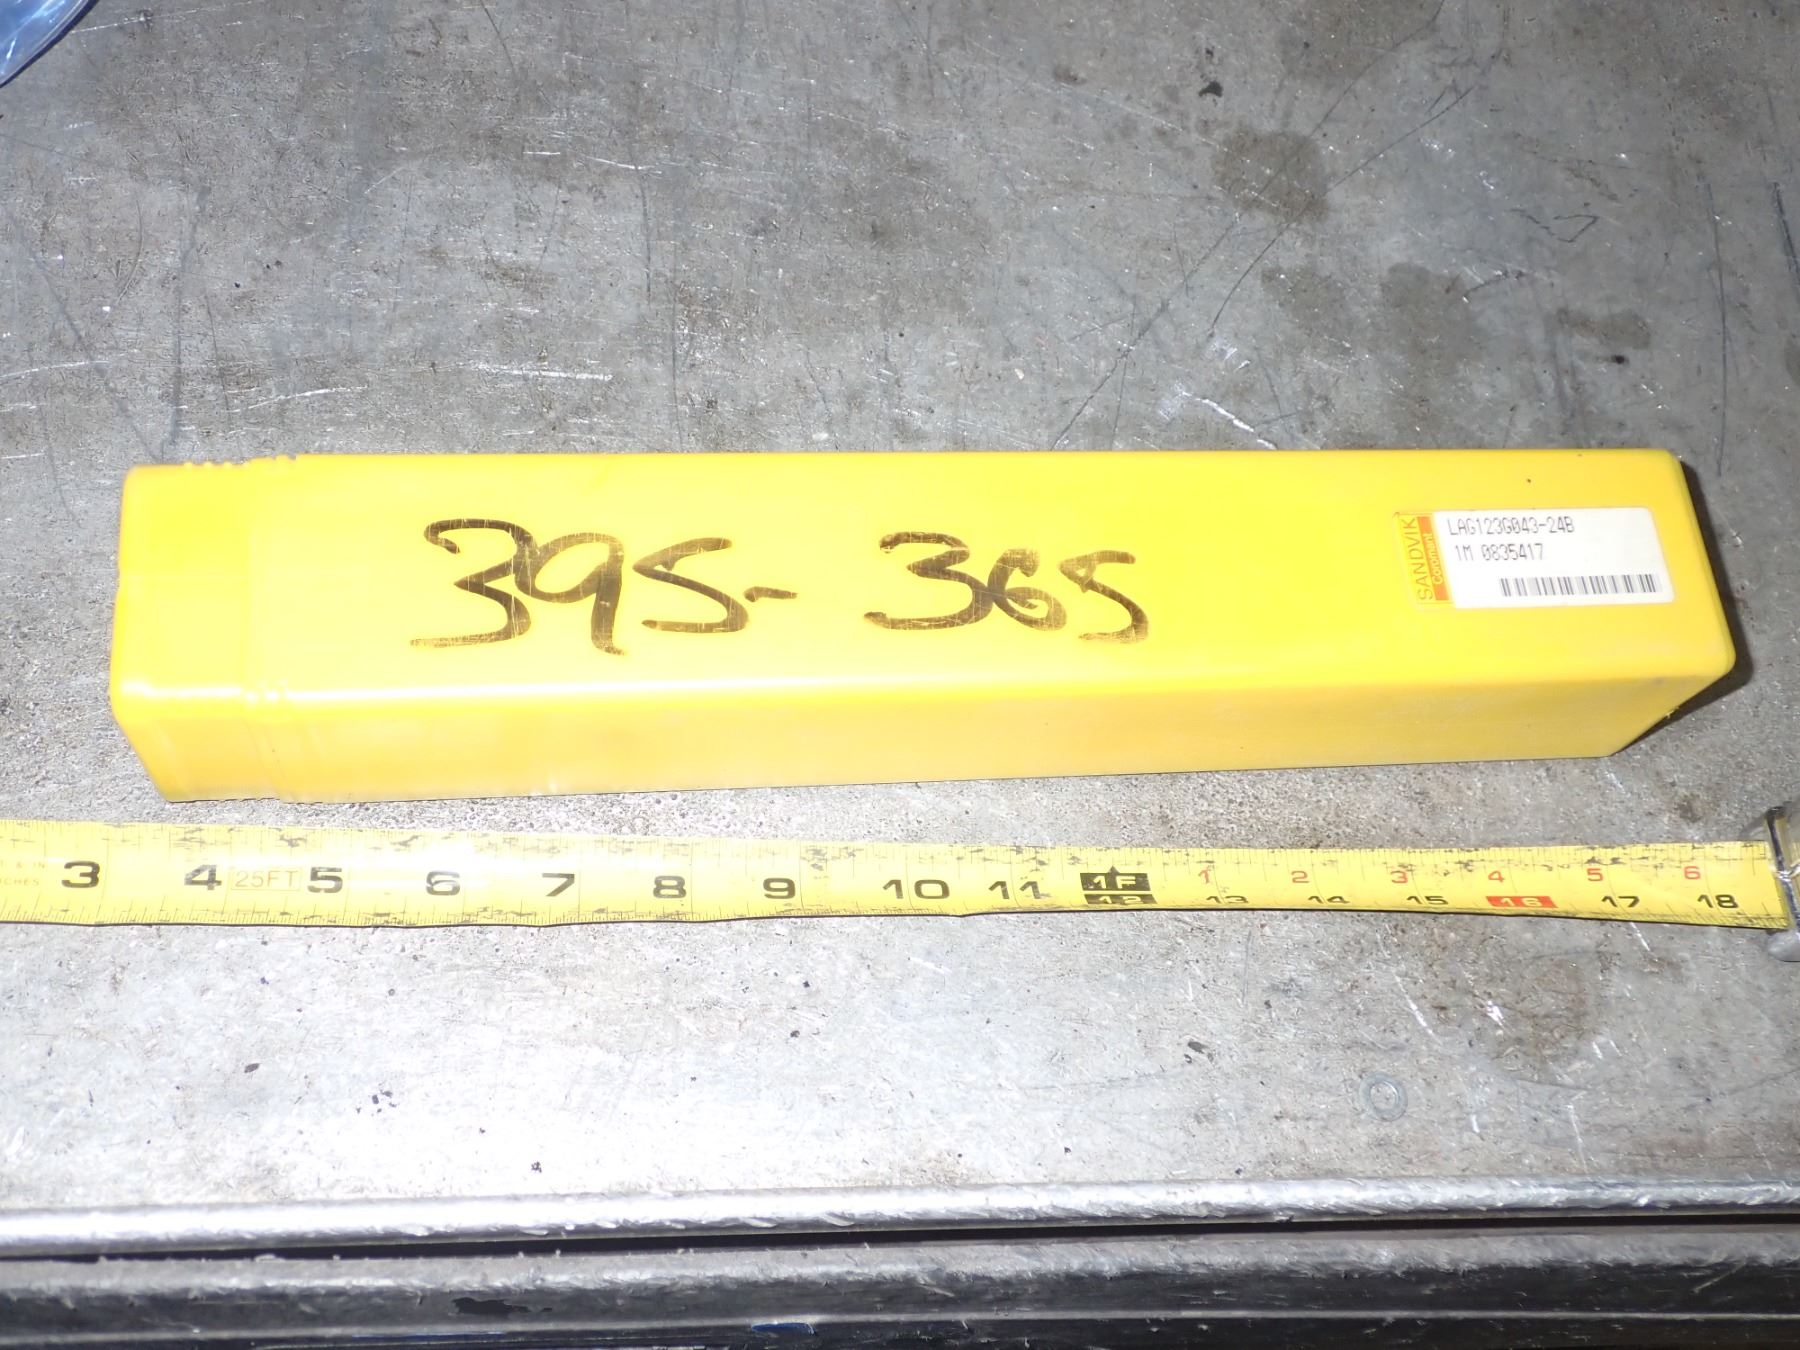 395- 365
SANDVIK
Coromant
LAG123G043-24B
1M 0835417
3 4 25FT 5 6 7 8 9 10 11 1F 1 2 3 4 5 6
12 13 14 15 16 17 18